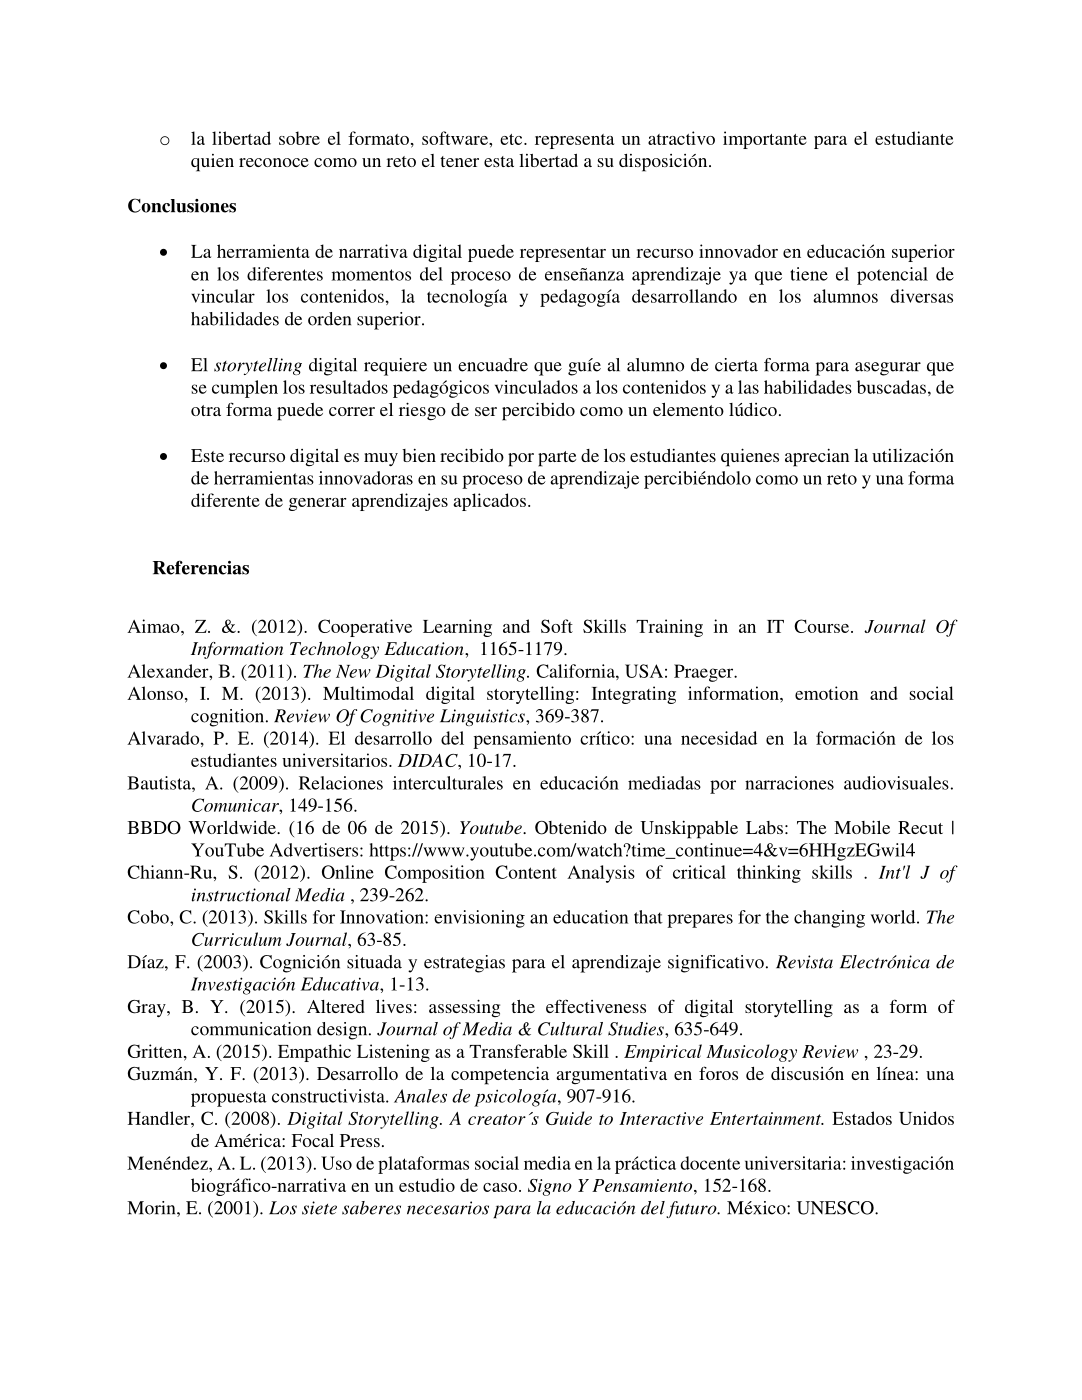 o la libertad sobre el formato, software, etc. representa un atractivo importante para el estudiante
quien reconoce como un reto el tener esta libertad a su disposición.
Conclusiones
• La herramienta de narrativa digital puede representar un recurso innovador en educación superior
en los diferentes momentos del proceso de enseñanza aprendizaje ya que tiene el potencial de
vincular los contenidos, la tecnología y pedagogía desarrollando en los alumnos diversas
habilidades de orden superior.
• El storytelling digital requiere un encuadre que guíe al alumno de cierta forma para asegurar que
se cumplen los resultados pedagógicos vinculados a los contenidos y a las habilidades buscadas, de
otra forma puede correr el riesgo de ser percibido como un elemento lúdico.
• Este recurso digital es muy bien recibido por parte de los estudiantes quienes aprecian la utilización
de herramientas innovadoras en su proceso de aprendizaje percibiéndolo como un reto y una forma
diferente de generar aprendizajes aplicados.
Referencias
Aimao, Z. &. (2012). Cooperative Learning and Soft Skills Training in an IT Course. Journal Of
Information Technology Education, 1165-1179.
Alexander, B. (2011). The New Digital Storytelling. California, USA: Praeger.
Alonso, I. M. (2013). Multimodal digital storytelling: Integrating information, emotion and social
cognition. Review Of Cognitive Linguistics, 369-387.
Alvarado, P. E. (2014). El desarrollo del pensamiento crítico: una necesidad en la formación de los
estudiantes universitarios. DIDAC, 10-17.
Bautista, A. (2009). Relaciones interculturales en educación mediadas por narraciones audiovisuales.
Comunicar, 149-156.
BBDO Worldwide. (16 de 06 de 2015). Youtube. Obtenido de Unskippable Labs: The Mobile Recut |
YouTube Advertisers: https://www.youtube.com/watch?time_continue=4&v=6HHgzEGwil4
Chiann-Ru, S. (2012). Online Composition Content Analysis of critical thinking skills . Int'l J of
instructional Media , 239-262.
Cobo, C. (2013). Skills for Innovation: envisioning an education that prepares for the changing world. The
Curriculum Journal, 63-85.
Díaz, F. (2003). Cognición situada y estrategias para el aprendizaje significativo. Revista Electrónica de
Investigación Educativa, 1-13.
Gray, B. Y. (2015). Altered lives: assessing the effectiveness of digital storytelling as a form of
communication design. Journal of Media & Cultural Studies, 635-649.
Gritten, A. (2015). Empathic Listening as a Transferable Skill . Empirical Musicology Review , 23-29.
Guzmán, Y. F. (2013). Desarrollo de la competencia argumentativa en foros de discusión en línea: una
propuesta constructivista. Anales de psicología, 907-916.
Handler, C. (2008). Digital Storytelling. A creator´s Guide to Interactive Entertainment. Estados Unidos
de América: Focal Press.
Menéndez, A. L. (2013). Uso de plataformas social media en la práctica docente universitaria: investigación
biográfico-narrativa en un estudio de caso. Signo Y Pensamiento, 152-168.
Morin, E. (2001). Los siete saberes necesarios para la educación del futuro. México: UNESCO.